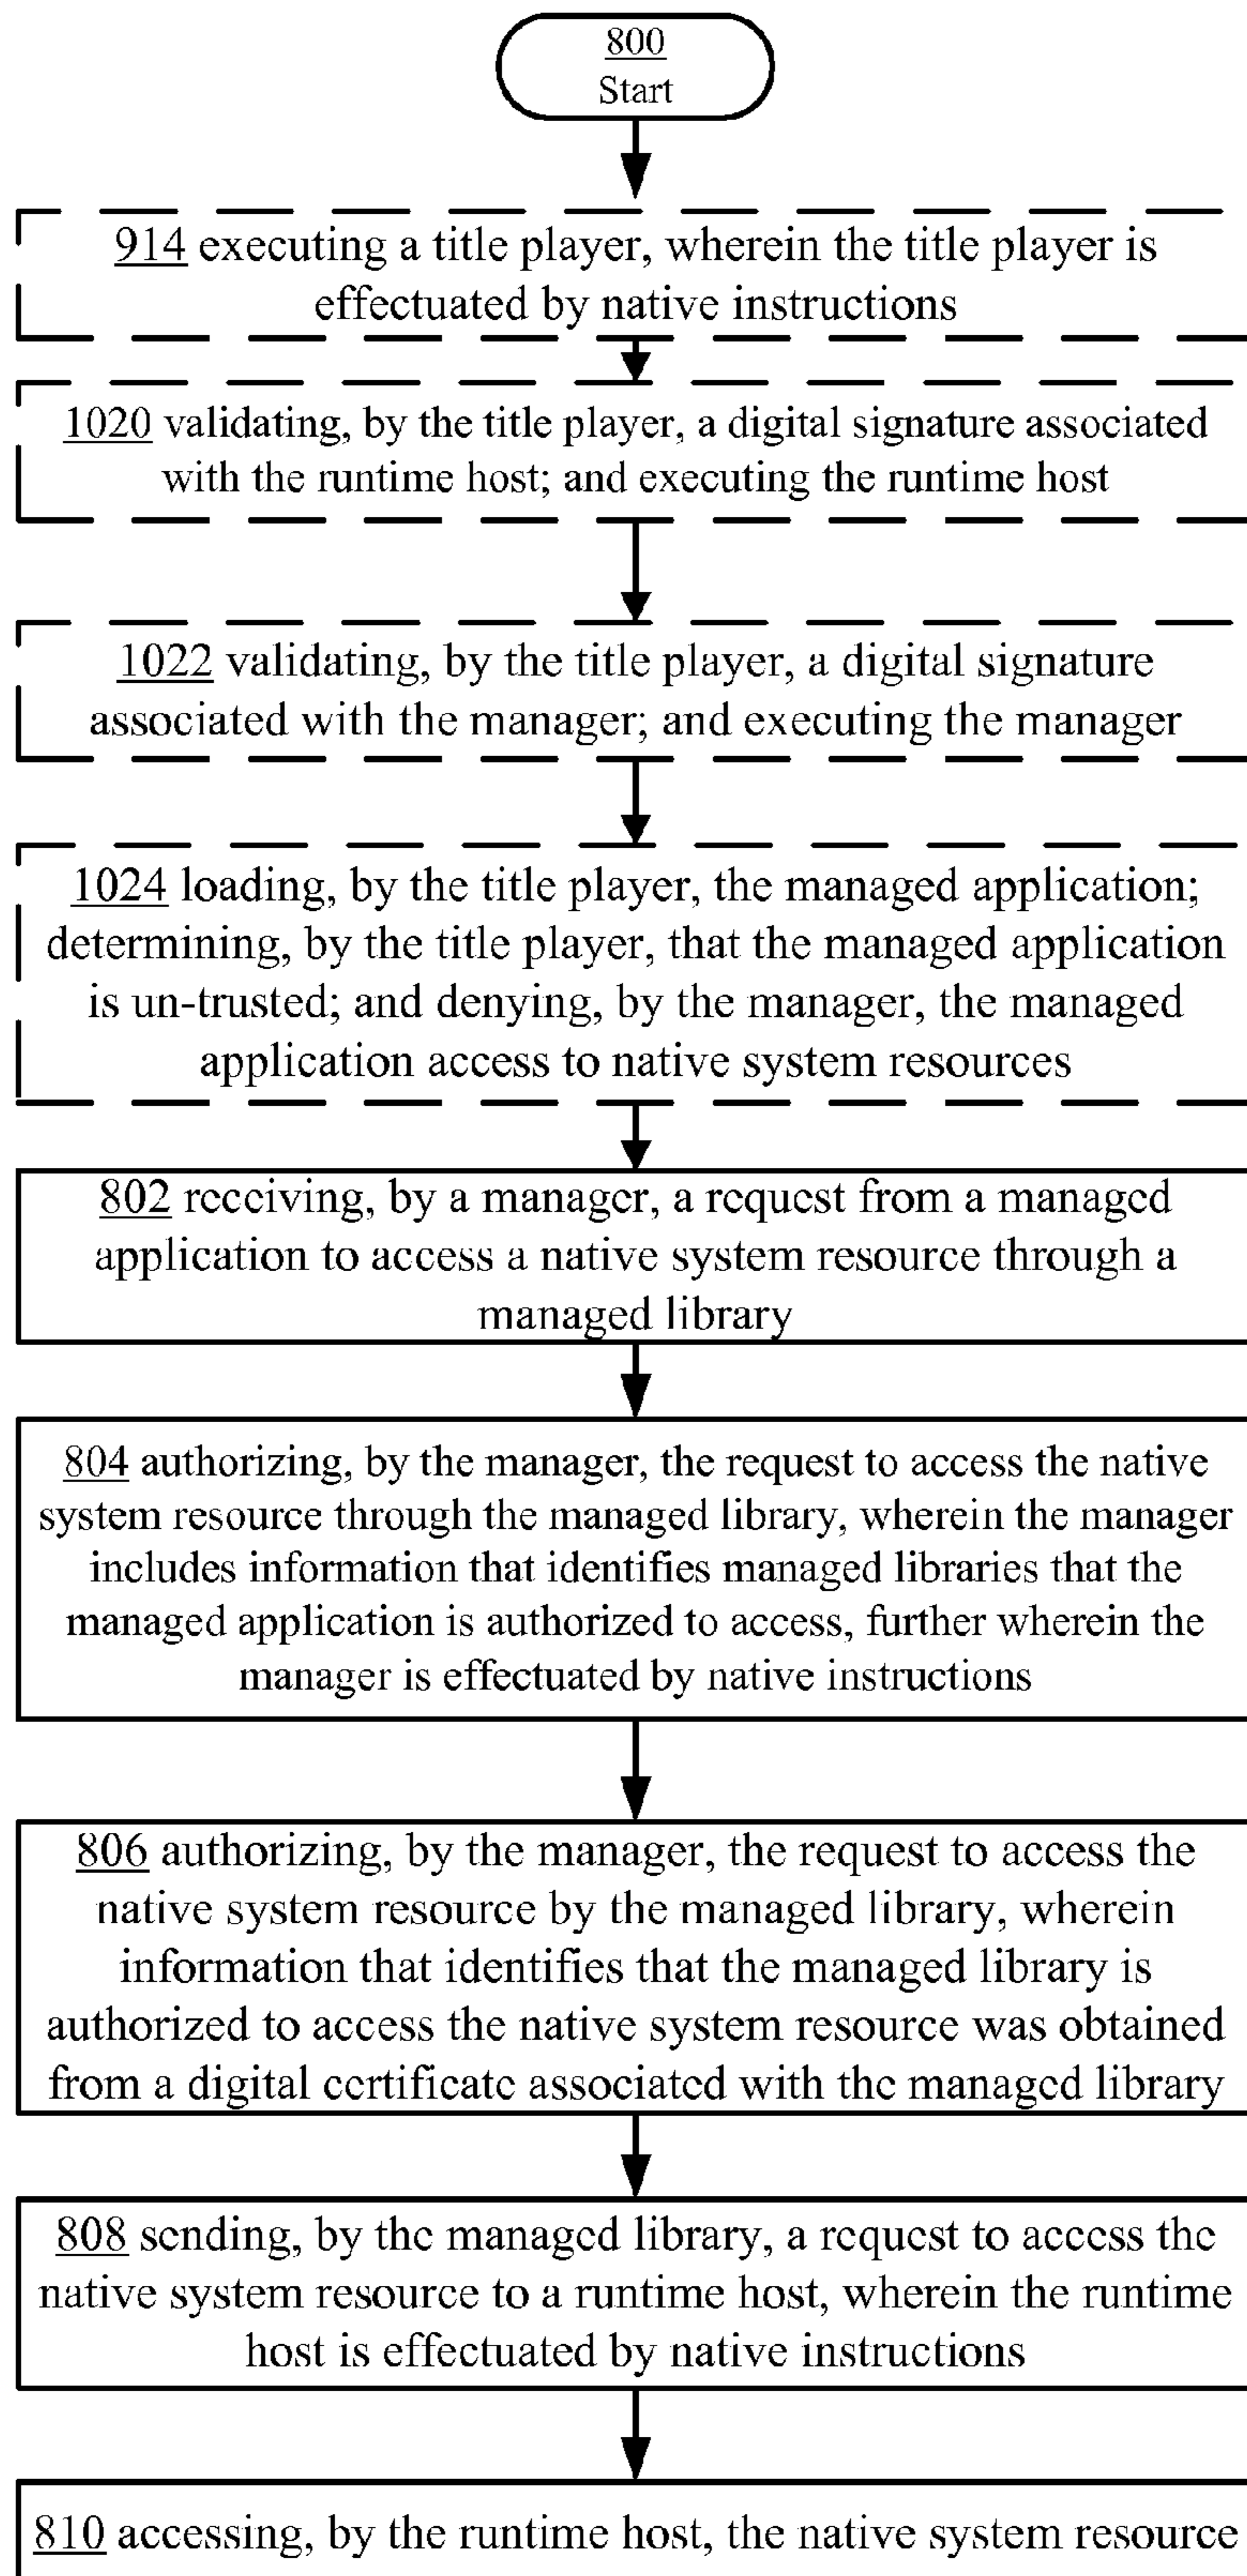 800
Start
914 executing a title player, wherein the title player is
effectuated by native instructions
1020 validating, by the title player, a digital signature associated
with the runtime host; and executing the runtime host
1022 validating, by the title player, a digital signature
associated with the manager; and executing the manager
1024 loading, by the title player, the managed application;
determining, by the title player, that the managed application
is un-trusted; and denying, by the manager, the managed
application access to native system resources
802 receiving, by a manager, a request from a managed
application to access a native system resource through a
managed library
804 authorizing, by the manager, the request to access the native
system resource through the managed library, wherein the manager
includes information that identifies managed libraries that the
managed application is authorized to access, further wherein the
manager is effectuated by native instructions
806 authorizing, by the manager, the request to access the
native system resource by the managed library, wherein
information that identifies that the managed library is
authorized to access the native system resource was obtained
from a digital certificate associated with the managed library
808 sending, by the managed library, a request to access the
native system resource to a runtime host, wherein the runtime
host is effectuated by native instructions
810 accessing, by the runtime host, the native system resource